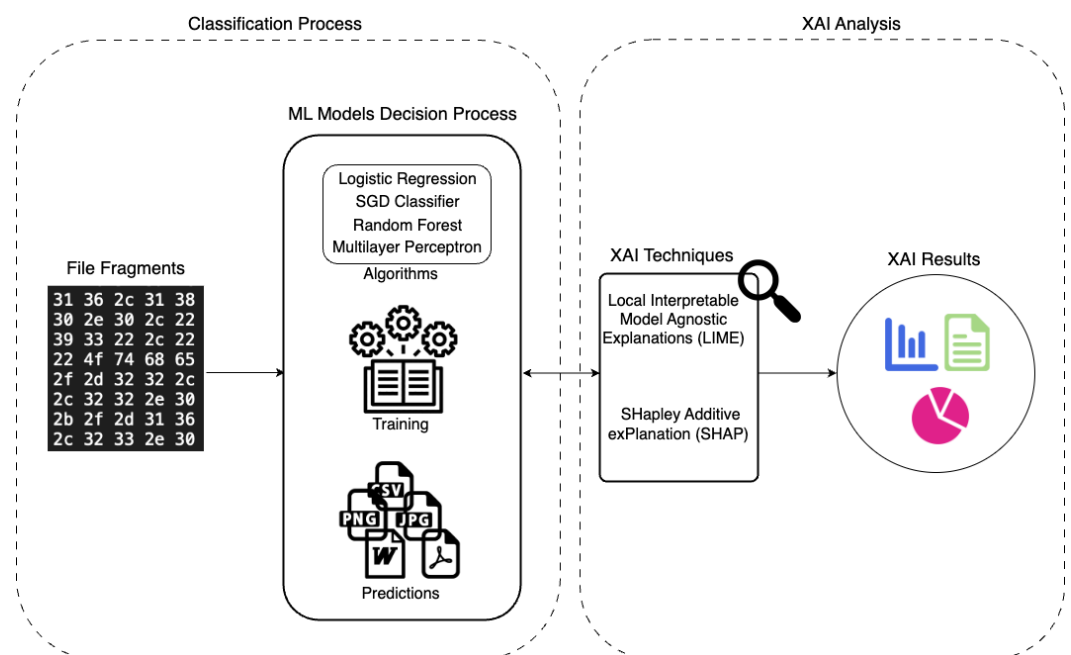 Classification Process
XAI Analysis
ML Models Decision Process
Logistic Regression
SGD Classifier
Random Forest
Multilayer Perceptron
Algorithms
File Fragments
31 36 2c 31 38
30 2e 30 2c 22
39 33 22 2c 22
22 4f 74 68 65
2f 2d 32 32 2c
2c 32 32 2e 30
2b 2f 2d 31 36
2c 32 33 2e 30
Training
CSV
PNG
JPG
W
Predictions
XAI Techniques
Local Interpretable
Model Agnostic
Explanations (LIME)
SHapley Additive
exPlanation (SHAP)
XAI Results